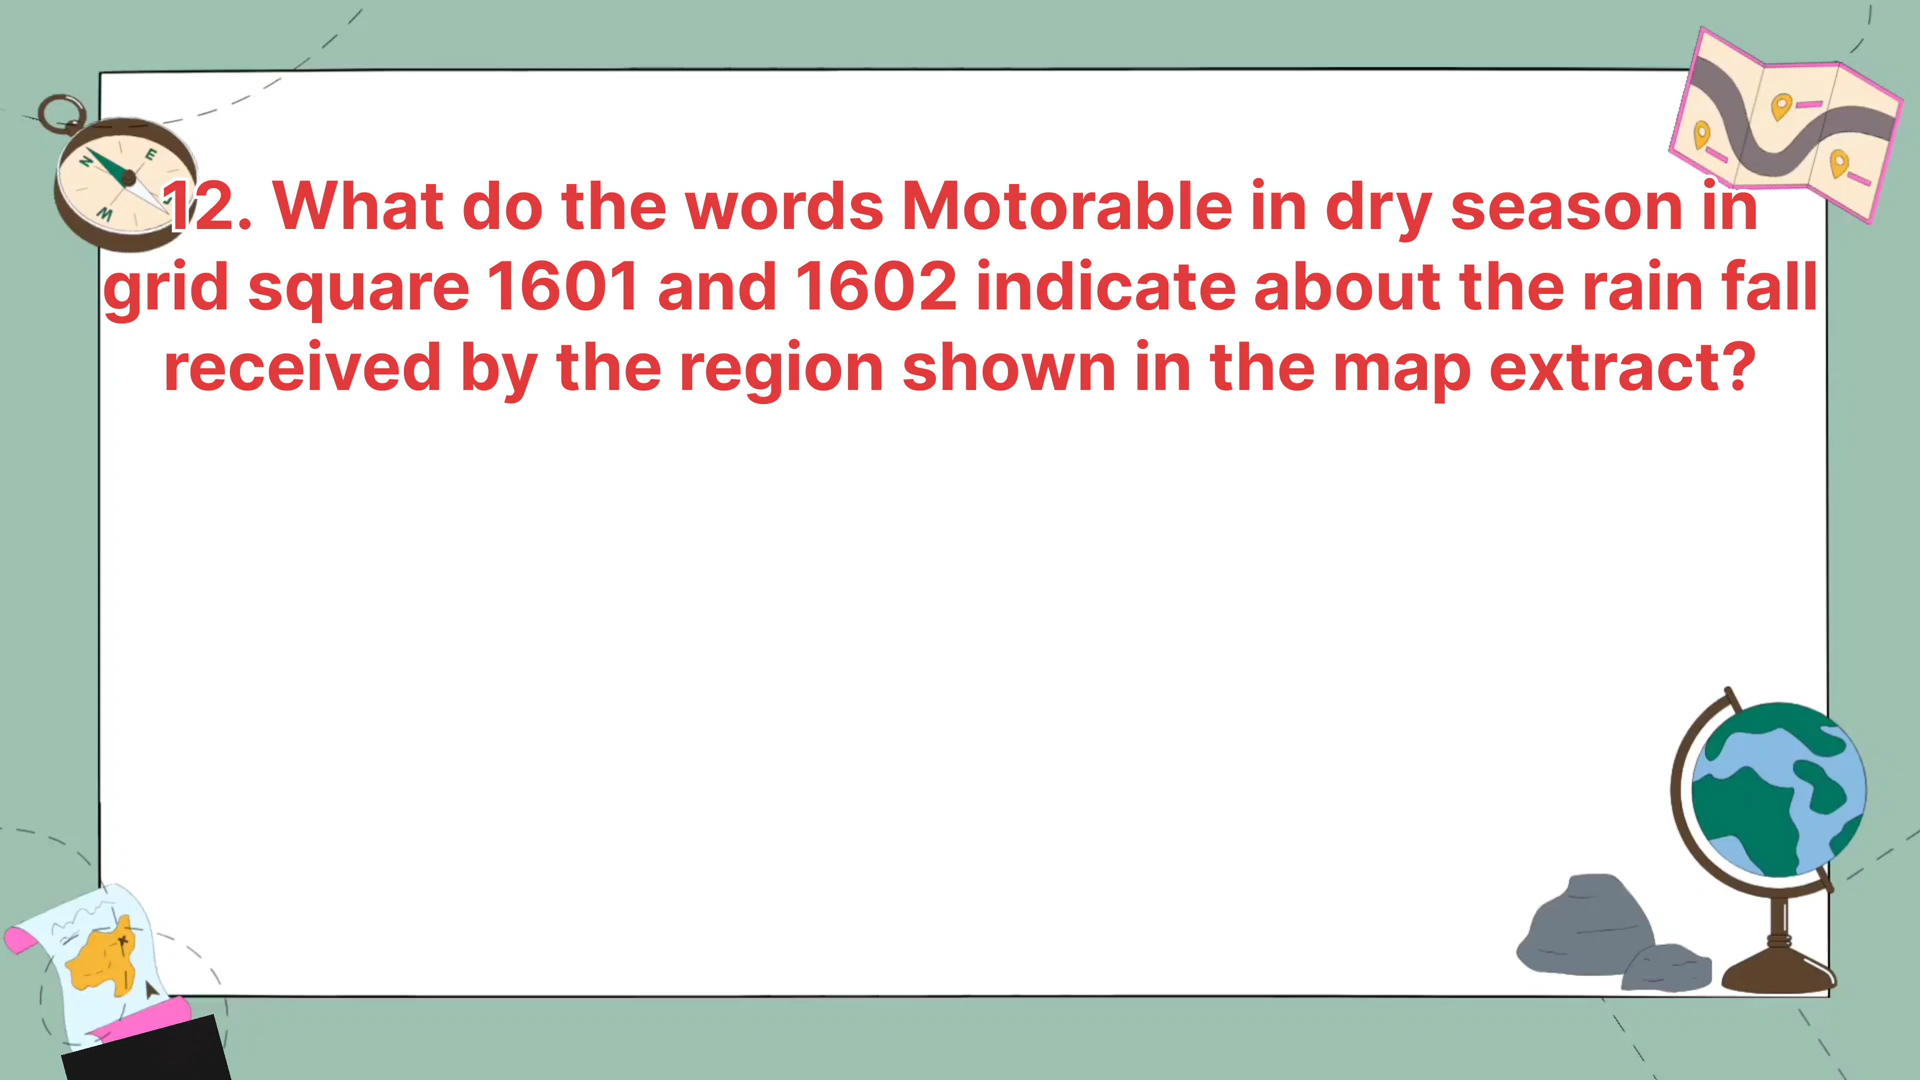 12. What do the words Motorable in dry season in
grid square 1601 and 1602 indicate about the rain fall
received by the region shown in the map extract?
N
E
W